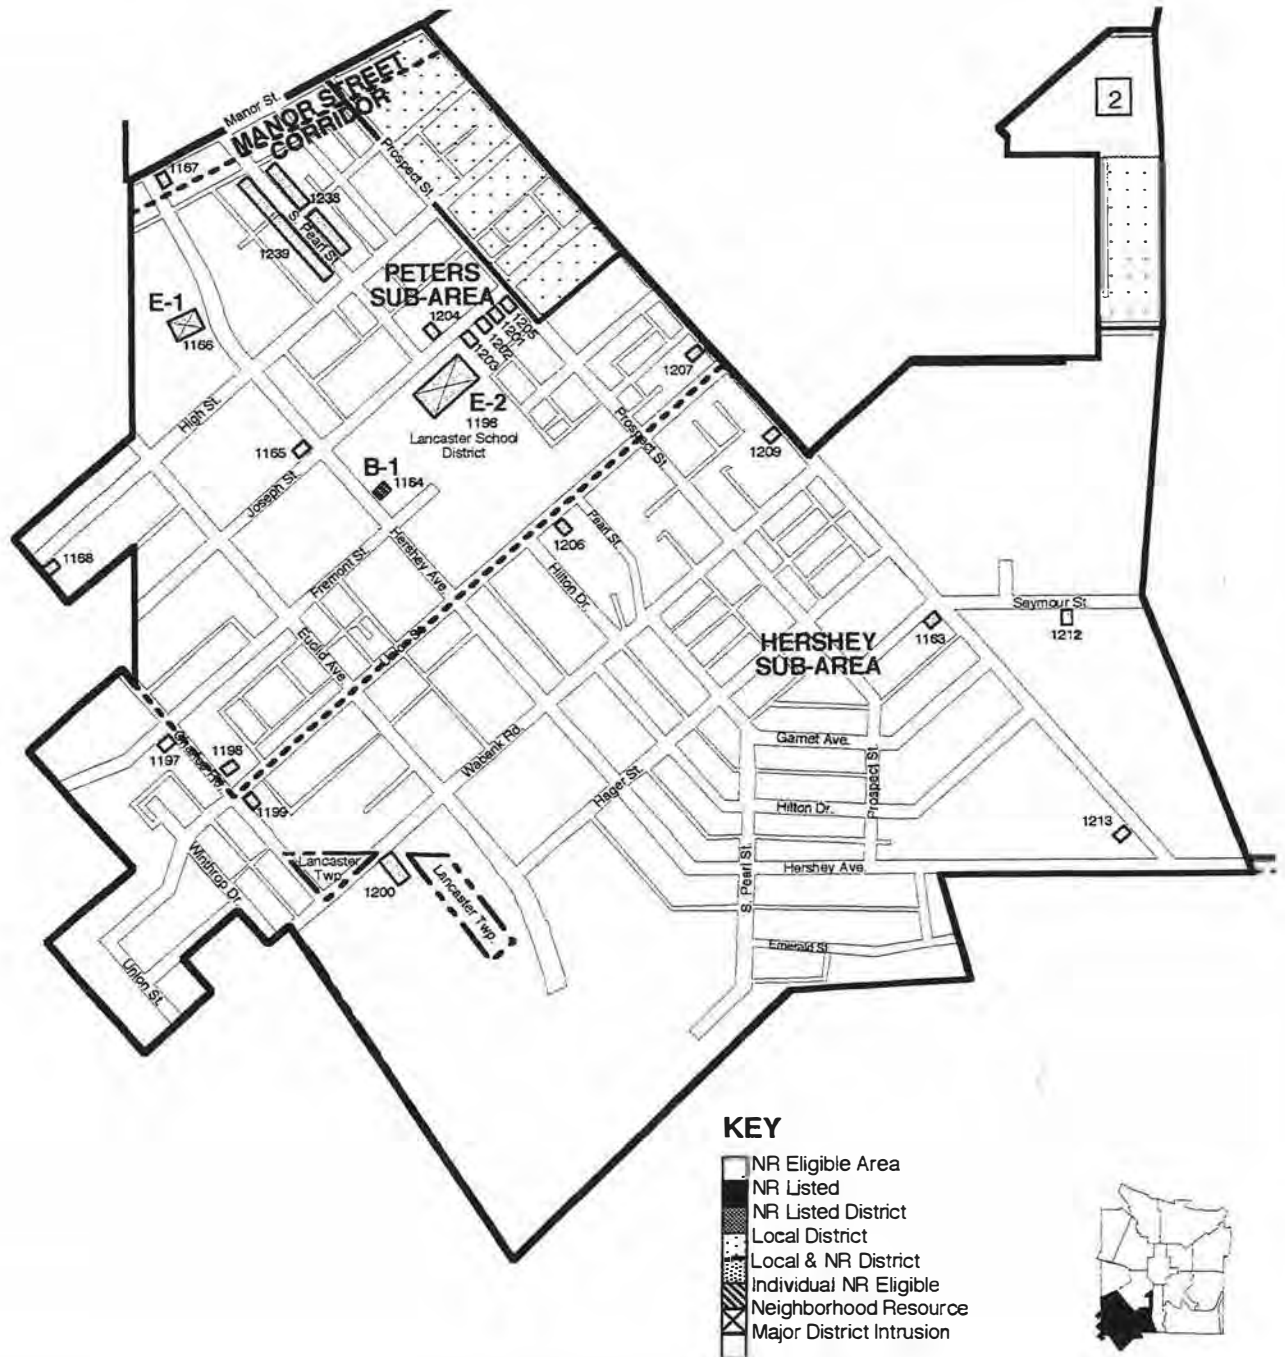 Manor St.
MANOR STREET
CORRIDOR
2
1167
Prospect St.
1238
S. Pearl St.
1239
PETERS
SUB-AREA
E-1
1166
1204
1205
1201
1202
1203
1207
E-2
1196
Lancaster School
District
High St.
Prospect St.
1209
1165
B-1
1164
Joseph St.
1206
Pearl St.
1168
Fremont St.
Hershey Ave.
Hilton Dr.
Seymour St.
1212
1163
HERSHEY
SUB-AREA
Euclid Ave.
Union St.
Garnet Ave.
Prospect St.
1197
1198
Wabank Rd.
Hager St.
Hilton Dr.
1199
1213
Winthrop Dr.
Lancaster
Twp.
1200
Lancaster Twp.
Hershey Ave.
S. Pearl St.
Emerald St.
Union St.
KEY
NR Eligible Area
NR Listed
NR Listed District
Local District
Local & NR District
Individual NR Eligible
Neighborhood Resource
Major District Intrusion